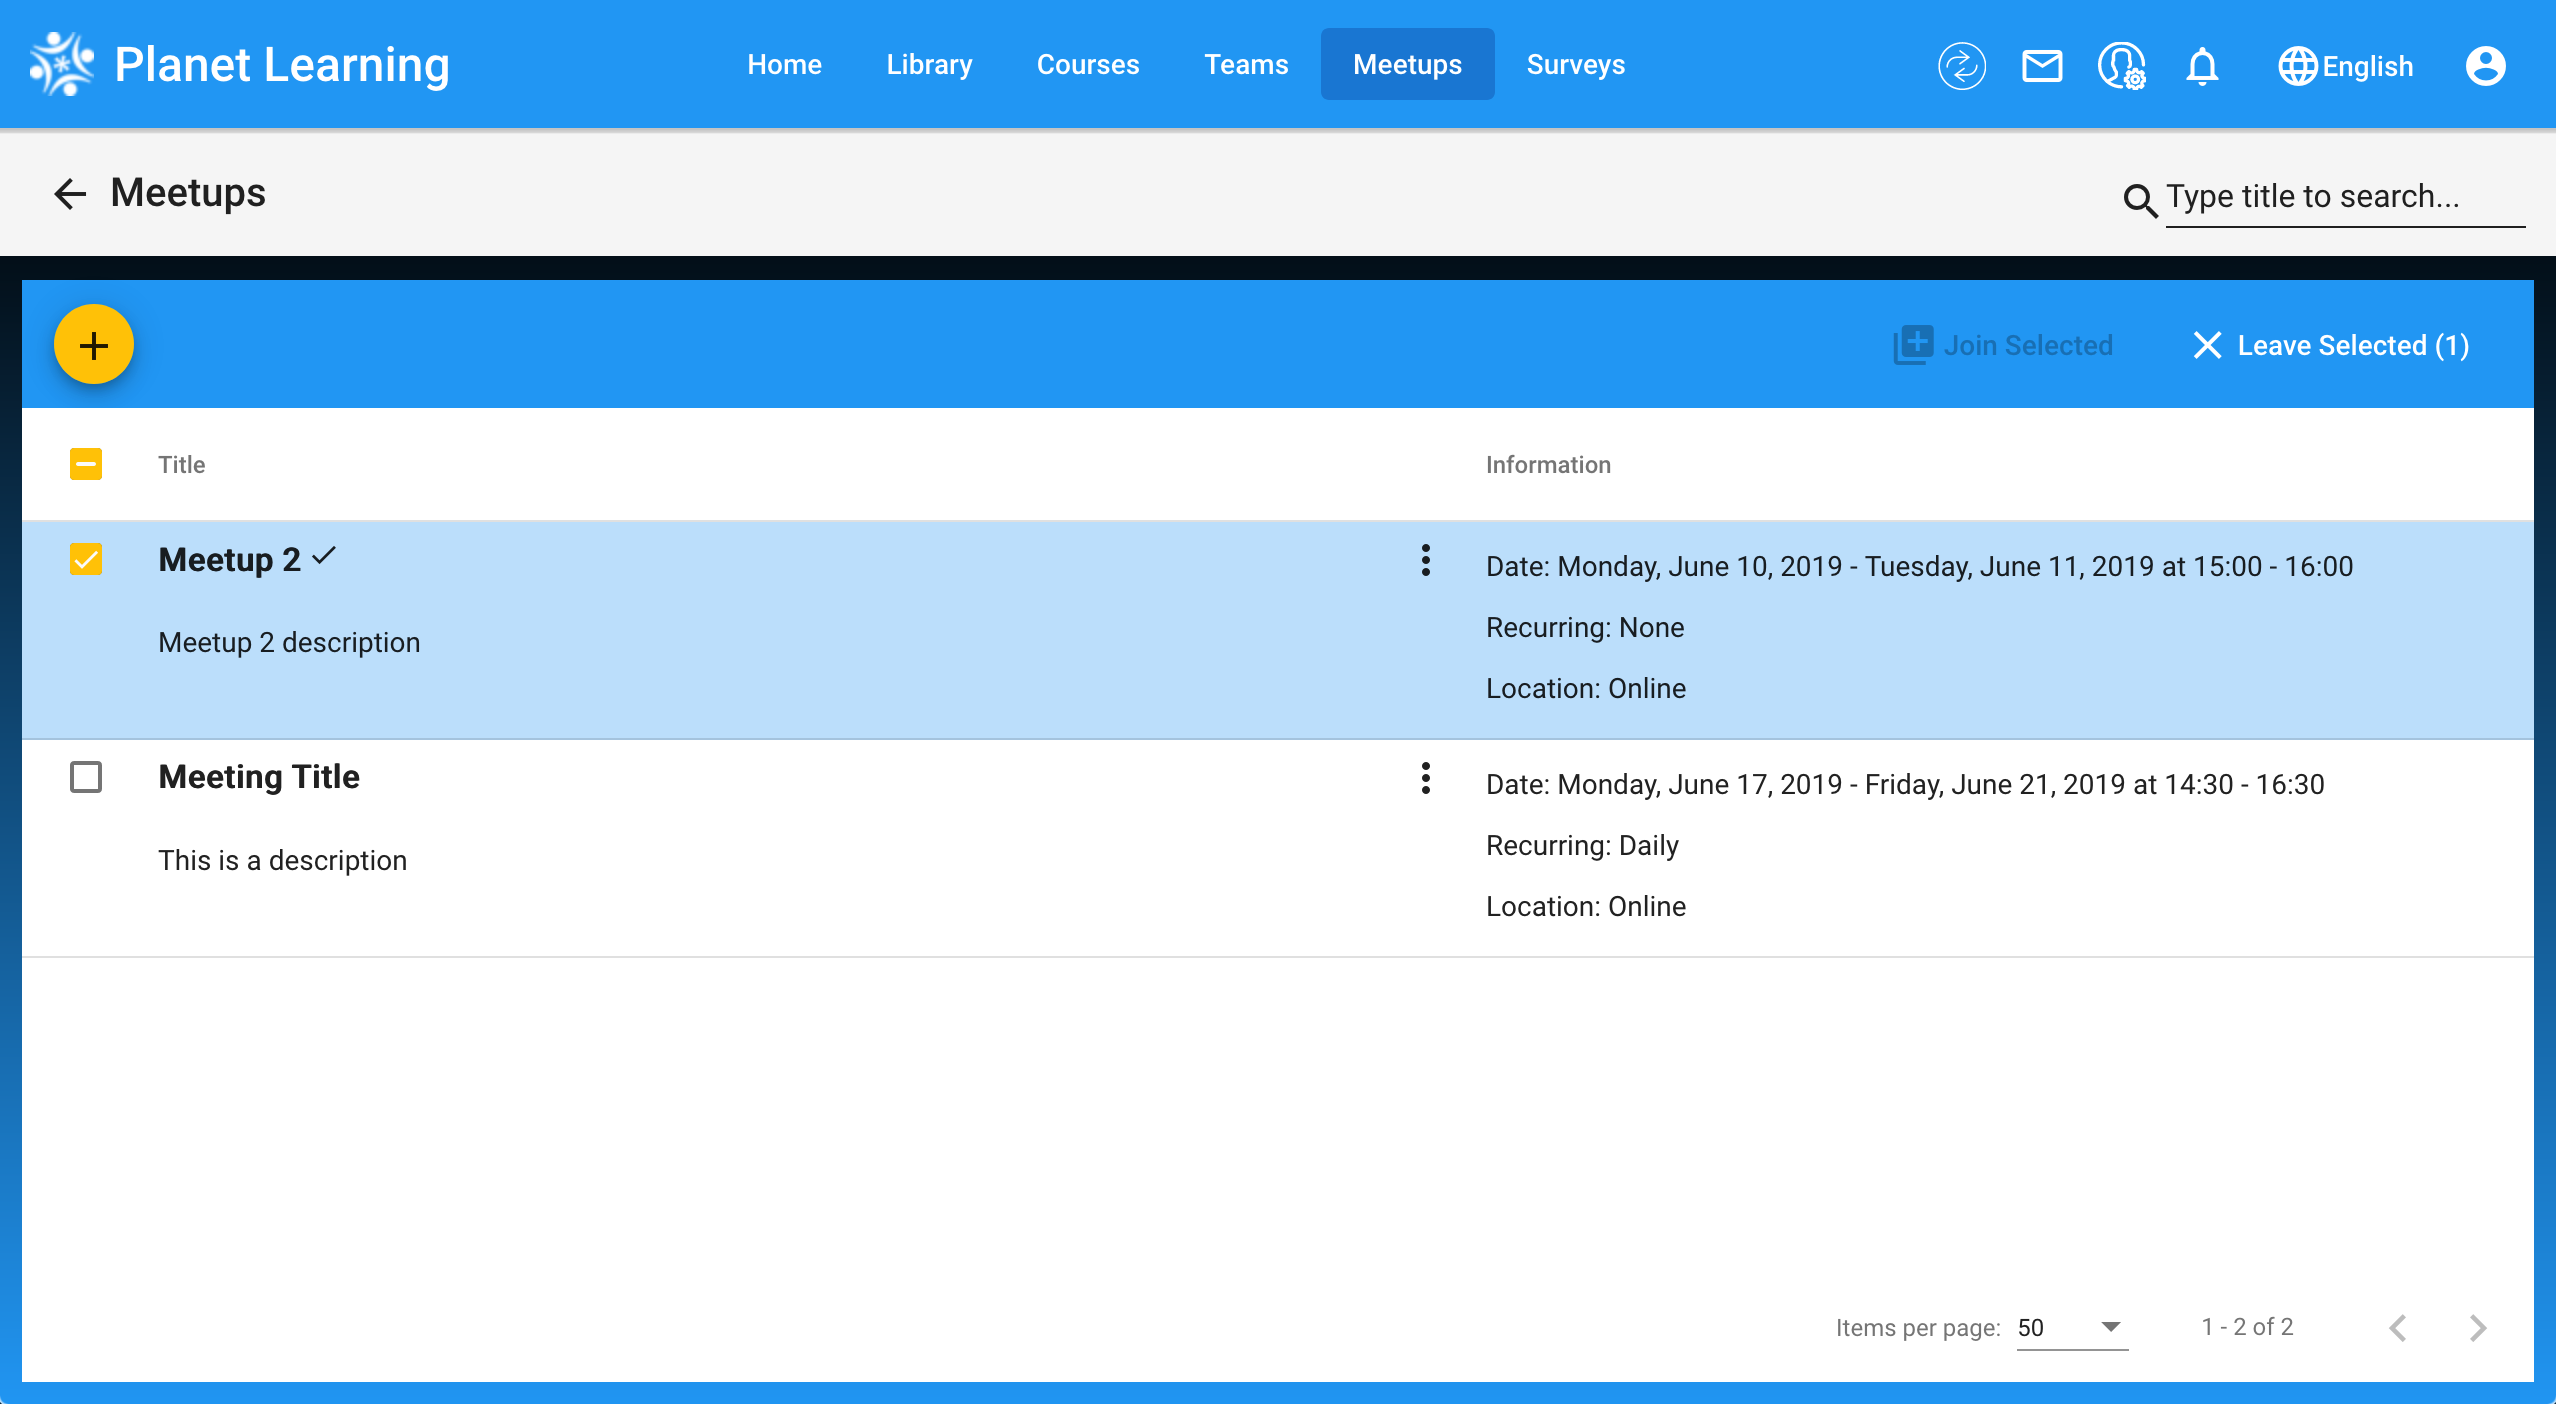 Planet Learning
Home Library Courses Teams Meetups Surveys
English
Meetups
Type title to search...
Join Selected
Leave Selected (1)
Title
Information
Meetup 2
Date: Monday, June 10, 2019 - Tuesday, June 11, 2019 at 15:00 - 16:00
Recurring: None
Meetup 2 description
Location: Online
Meeting Title
Date: Monday, June 17, 2019 - Friday, June 21, 2019 at 14:30 - 16:30
Recurring: Daily
This is a description
Location: Online
Items per page: 50
1 - 2 of 2